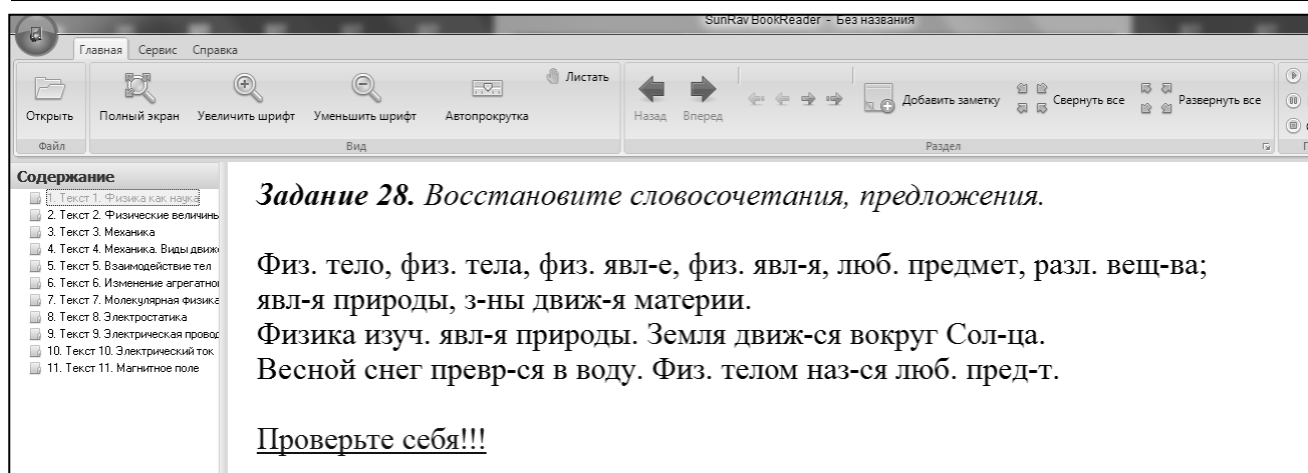 SunRav BookReader - Без названия
Главная Сервис Справка
Открыть Полный экран Увеличить шрифт Уменьшить шрифт Автопрокрутка Листать Назад Вперед Добавить заметку Свернуть все Развернуть все
Файл Вид Раздел
Содержание
1. Текст 1. Физика как наука
2. Текст 2. Физические величины
3. Текст 3. Механика
4. Текст 4. Механика. Виды движ
5. Текст 5. Взаимодействие тел
6. Текст 6. Изменение агрегатно
7. Текст 7. Молекулярная физика
8. Текст 8. Электростатика
9. Текст 9. Электрическая провод
10. Текст 10. Электрический ток
11. Текст 11. Магнитное поле
Задание 28. Восстановите словосочетания, предложения.
Физ. тело, физ. тела, физ. явл-е, физ. явл-я, люб. предмет, разл. вещ-ва;
явл-я природы, з-ны движ-я материи.
Физика изуч. явл-я природы. Земля движ-ся вокруг Сол-ца.
Весной снег превр-ся в воду. Физ. телом наз-ся люб. пред-т.
Проверьте себя!!!